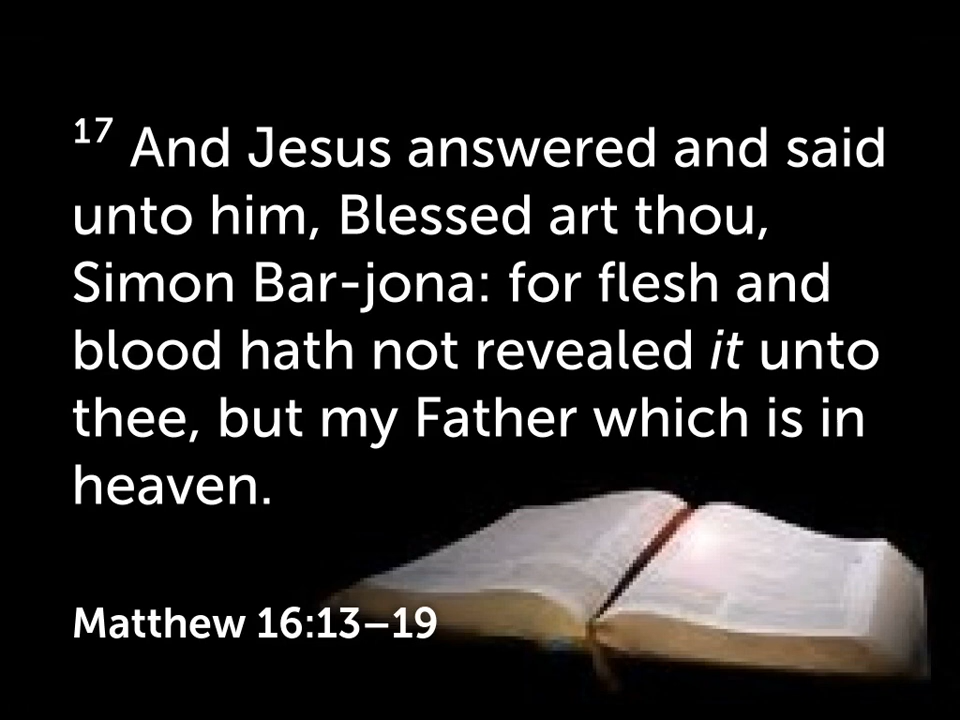 17 And Jesus answered and said
unto him, Blessed art thou,
Simon Bar-jona: for flesh and
blood hath not revealed it unto
thee, but my Father which is in
heaven.
Matthew 16:13–19